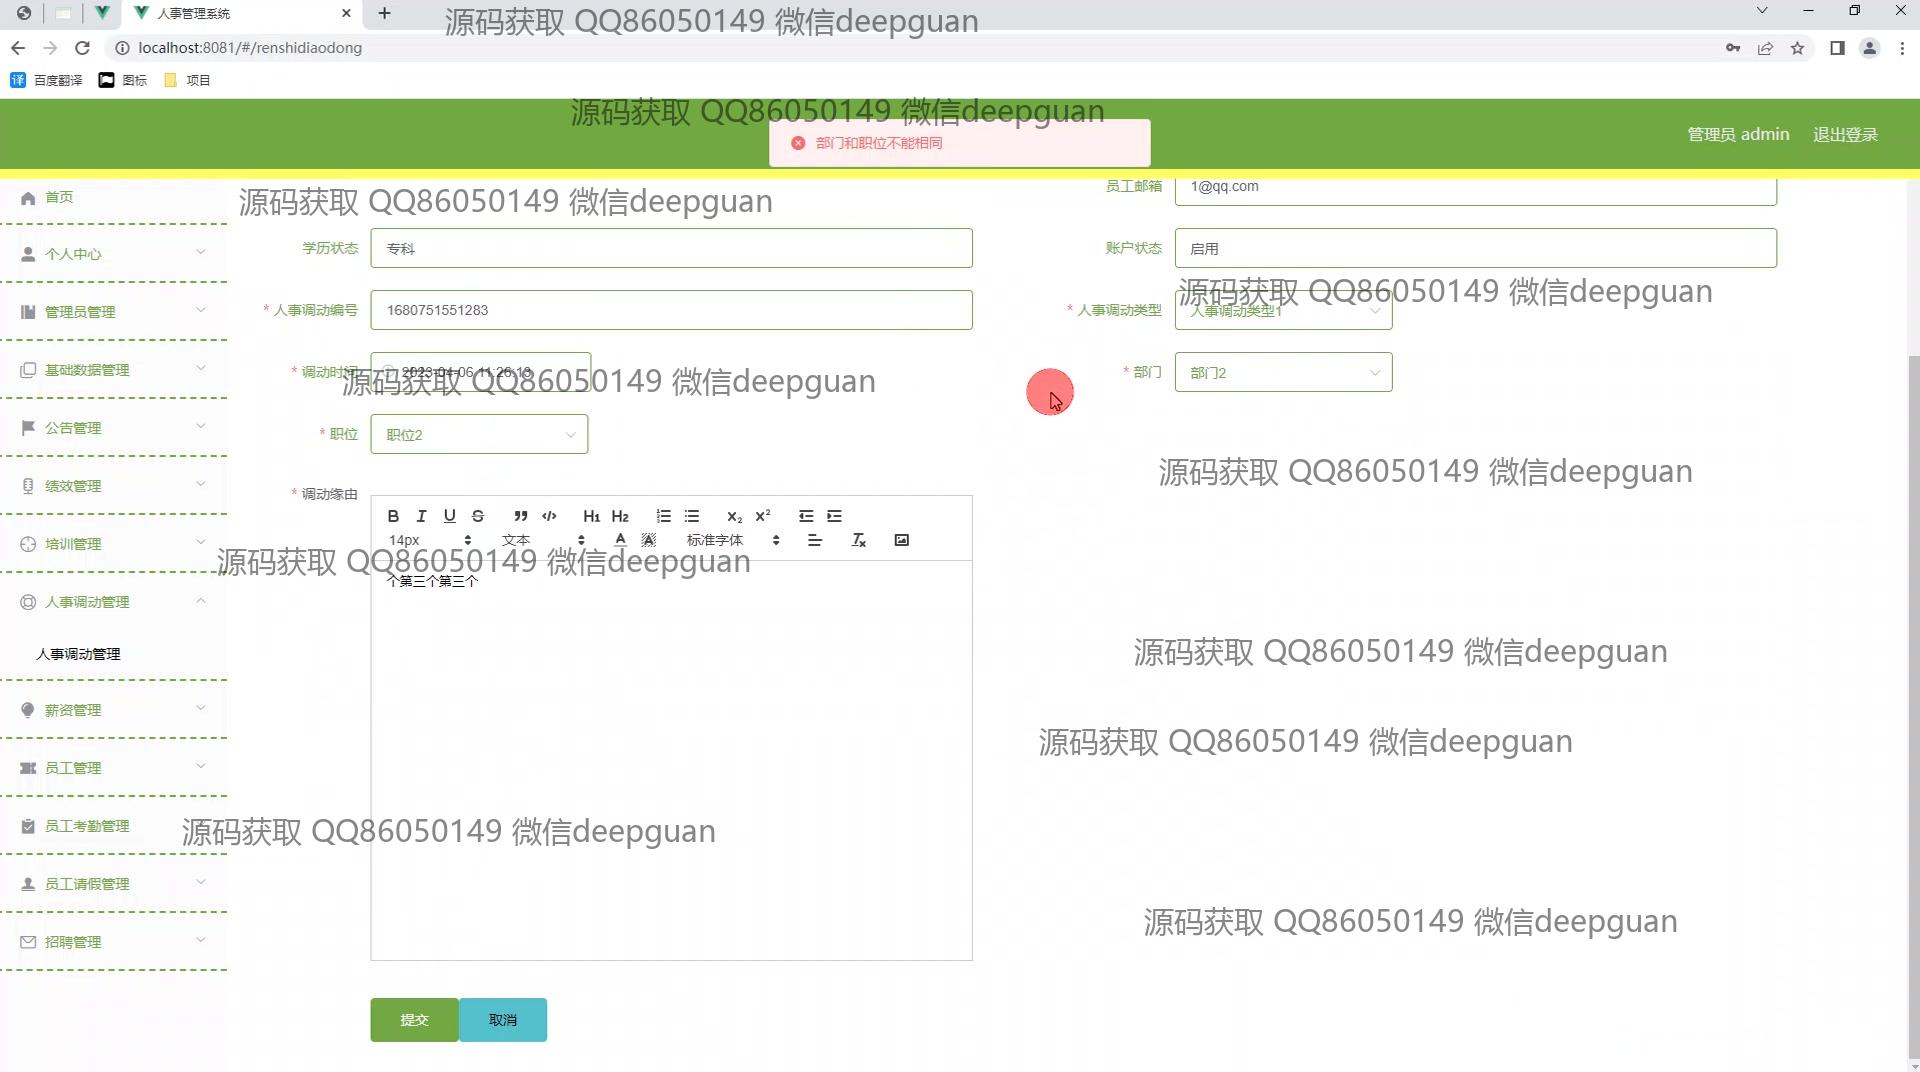 人事管理系统
源码获取 QQ86050149 微信deepguan
localhost:8081/#/renshidiaodong
译 百度翻译 图标 项目
源码获取 QQ86050149 微信deepguan
部门和职位不能相同
管理员 admin 退出登录
首页
源码获取 QQ86050149 微信deepguan
员工邮箱 1@qq.com
个人中心
学历状态 专科
账户状态 启用
源码获取 QQ86050149 微信deepguan
管理员管理
* 人事调动编号 1680751551283
* 人事调动类型 人事调动类型1
基础数据管理
* 调动时间 2023-04-06 11:26:13
源码获取 QQ86050149 微信deepguan
* 部门 部门2
公告管理
* 职位 职位2
源码获取 QQ86050149 微信deepguan
绩效管理
* 调动缘由
B I U S H1 H2 X2 X2
14px 文本 A A 标准字体 Tx
培训管理
源码获取 QQ86050149 微信deepguan
个第三个第三个
人事调动管理
人事调动管理
源码获取 QQ86050149 微信deepguan
薪资管理
源码获取 QQ86050149 微信deepguan
员工管理
员工考勤管理
源码获取 QQ86050149 微信deepguan
员工请假管理
源码获取 QQ86050149 微信deepguan
招聘管理
提交 取消